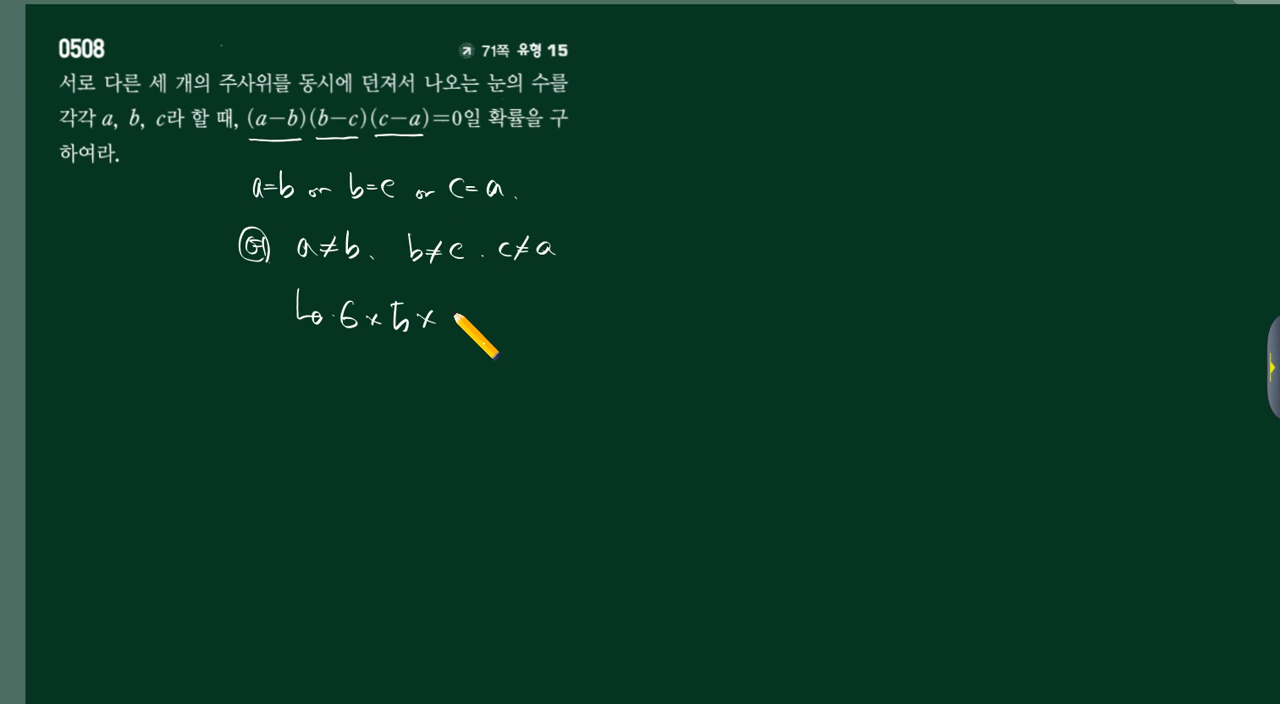 0508
71쪽 유형 15
서로 다른 세 개의 주사위를 동시에 던져서 나오는 눈의 수를
각각 a, b, c라 할 때, (a−b)(b−c)(c−a)=0일 확률을 구
하여라.
a=b or b=c or c=a.
a≠b, b≠c. c≠a
6×5×